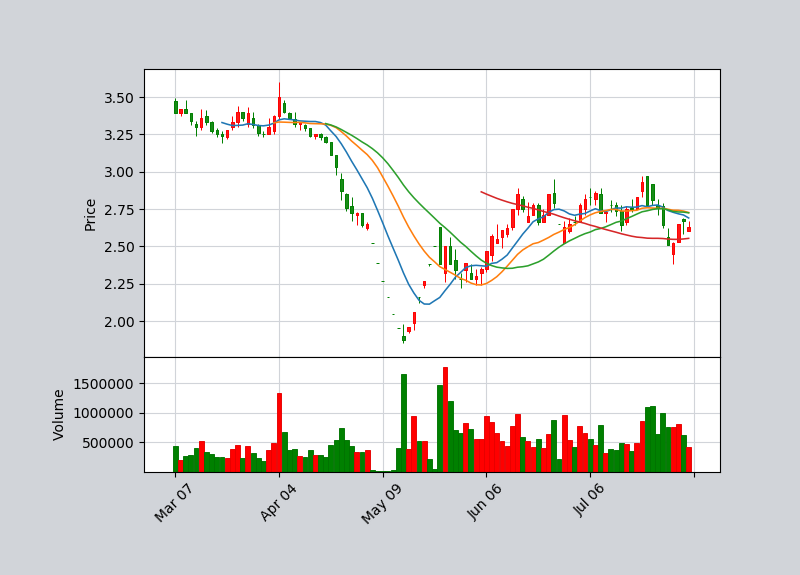 Price
3.50
3.25
3.00
2.75
2.50
2.25
2.00
Volume
1500000
1000000
500000
Mar 07
Apr 04
May 09
Jun 06
Jul 06